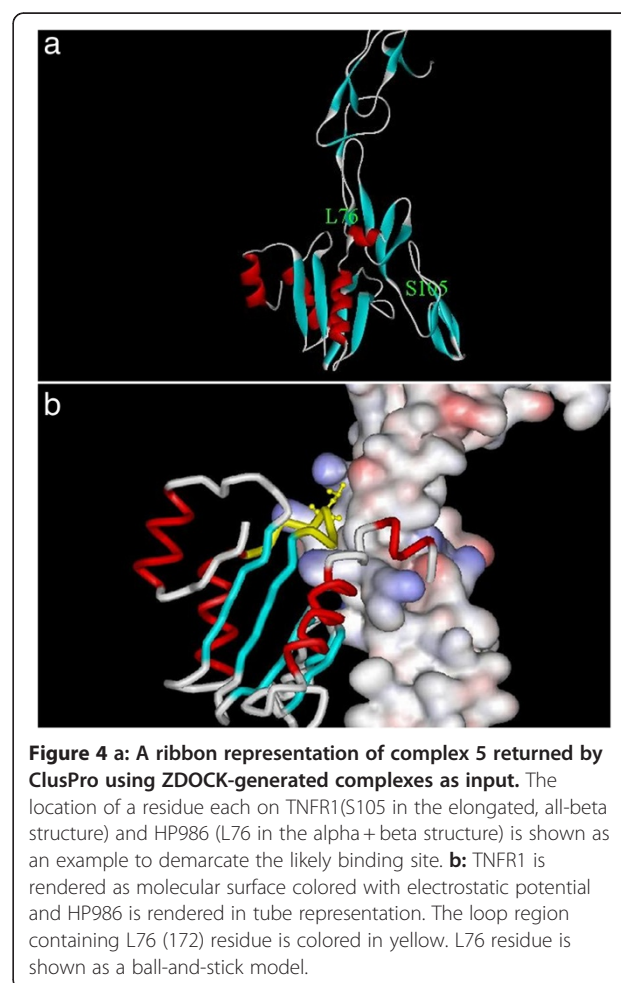 a
L76
S105
b
Figure 4 a: A ribbon representation of complex 5 returned by
ClusPro using ZDOCK-generated complexes as input. The
location of a residue each on TNFR1(S105 in the elongated, all-beta
structure) and HP986 (L76 in the alpha + beta structure) is shown as
an example to demarcate the likely binding site. b: TNFR1 is
rendered as molecular surface colored with electrostatic potential
and HP986 is rendered in tube representation. The loop region
containing L76 (172) residue is colored in yellow. L76 residue is
shown as a ball-and-stick model.